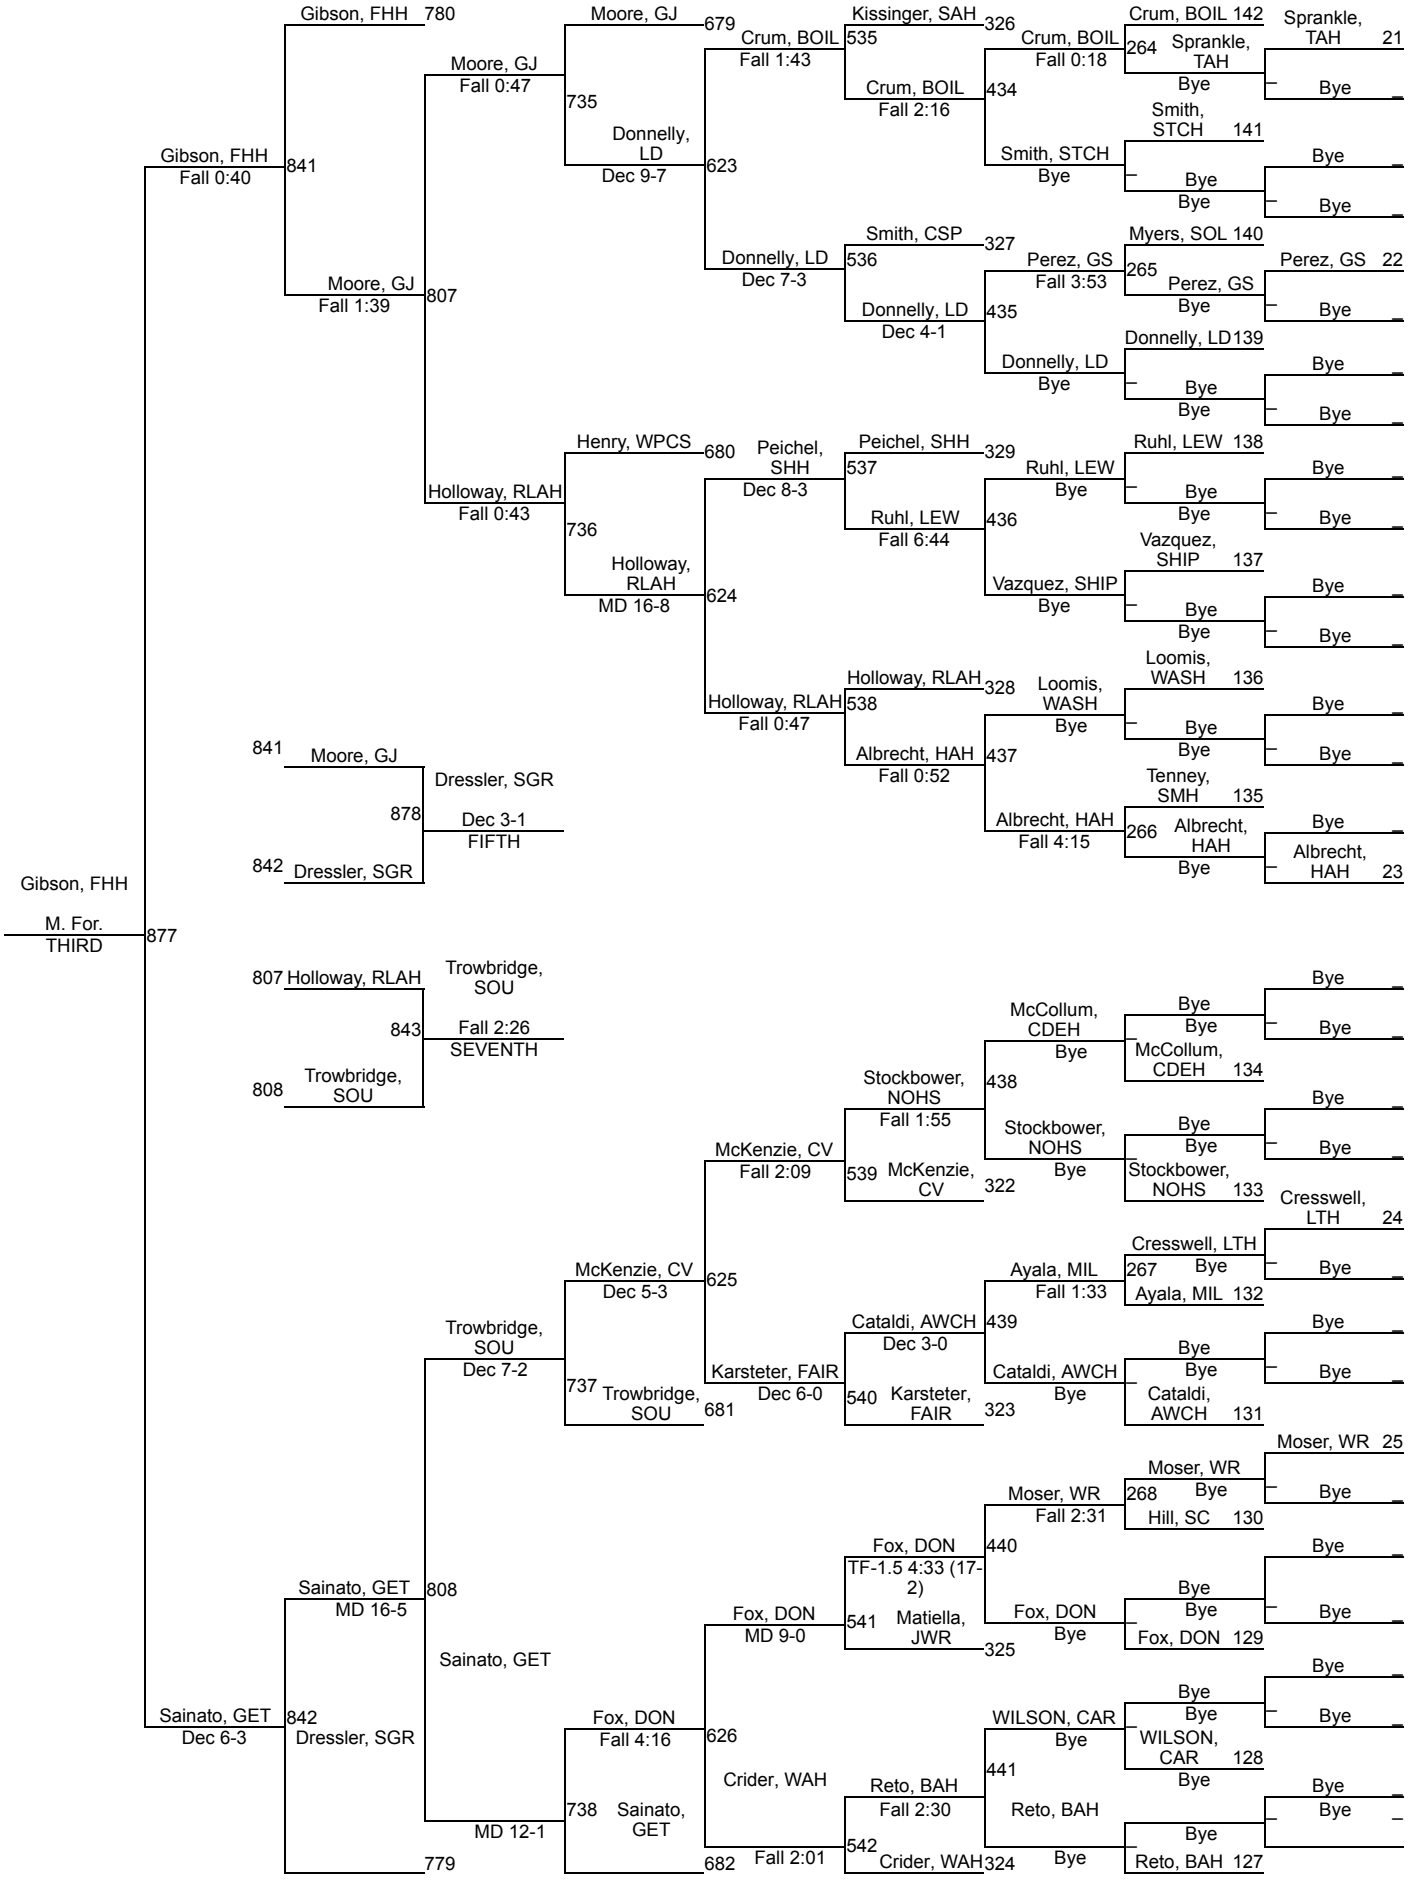 Gibson, FHH 780
Moore, GJ 679
Kissinger, SAH 326
Crum, BOIL 142
Sprankle,
TAH 21
Moore, GJ
Fall 0:47
Crum, BOIL
Fall 1:43
535
Crum, BOIL
Fall 0:18
264
Sprankle,
TAH
Bye
Bye _
735
Crum, BOIL
Fall 2:16
434
Smith,
STCH 141
Donnelly,
LD
Dec 9-7
623
Gibson, FHH
Fall 0:40
841
Smith, STCH
Bye
_
Bye
Bye
Bye _
_
Bye _
Smith, CSP 327
Myers, SOL 140
Donnelly, LD
Dec 7-3
536
Perez, GS
Fall 3:53
265
Perez, GS
Bye
Perez, GS 22
_
Bye _
Moore, GJ
Fall 1:39
807
Donnelly, LD
Dec 4-1
435
Donnelly, LD 139
Donnelly, LD
Bye
_
Bye
Bye
Bye _
_
Bye _
Henry, WPCS 680
Peichel,
SHH
Dec 8-3
Peichel, SHH 329
537
Ruhl, LEW
Bye
Ruhl, LEW 138
_
Bye
Bye
Bye _
_
Bye _
Holloway, RLAH
Fall 0:43
736
Ruhl, LEW
Fall 6:44
436
Vazquez,
SHIP 137
Holloway,
RLAH
MD 16-8
624
Vazquez, SHIP
Bye
_
Bye
Bye
Bye _
_
Bye _
Holloway, RLAH 328
Loomis,
WASH
Bye
Loomis,
WASH 136
Holloway, RLAH
Fall 0:47
538
_
Bye
Bye
Bye _
_
Bye _
841 Moore, GJ
Dressler, SGR
Albrecht, HAH
Fall 0:52
437
Tenney,
SMH 135
878
Dec 3-1
FIFTH
Albrecht, HAH
Fall 4:15
266
Albrecht,
HAH
Bye
Bye _
_
Albrecht,
HAH 23
842 Dressler, SGR
Gibson, FHH
M. For.
THIRD
877
807 Holloway, RLAH
Trowbridge,
SOU
843
Fall 2:26
SEVENTH
808
Trowbridge,
SOU
McCollum,
CDEH
Bye
Bye
Bye
_
McCollum,
CDEH 134
Bye _
_
Bye _
Stockbower,
NOHS
Fall 1:55
438
Stockbower,
NOHS
Bye
Bye
Bye
_
Stockbower,
NOHS 133
Bye _
_
Bye _
McKenzie, CV
Fall 2:09
539
McKenzie,
CV 322
Cresswell,
LTH 24
McKenzie, CV
Dec 5-3
625
Ayala, MIL
Fall 1:33
Cresswell, LTH
267
Bye
Ayala, MIL 132
_
Bye _
Trowbridge,
SOU
Dec 7-2
Cataldi, AWCH
Dec 3-0
439
Karsteter, FAIR
Dec 6-0
Cataldi, AWCH
Bye
Bye
Bye
_
Cataldi,
AWCH 131
Bye _
_
Bye _
737
Trowbridge,
SOU 681
540
Karsteter,
FAIR 323
Moser, WR 25
Moser, WR
Fall 2:31
Moser, WR
268
Bye
Hill, SC 130
_
Bye _
Fox, DON
TF-1.5 4:33 (17-
2)
440
Sainato, GET
MD 16-5
808
Fox, DON
MD 9-0
541
Matiella,
JWR 325
Fox, DON
Bye
Bye
Bye
_
Fox, DON 129
Bye _
_
Bye _
Sainato, GET
Sainato, GET
Dec 6-3
842
Dressler, SGR
Fox, DON
Fall 4:16
626
WILSON, CAR
Bye
Bye
Bye
_
WILSON,
CAR 128
Bye
Bye _
_
Bye _
Crider, WAH
Reto, BAH
Fall 2:30
441
Reto, BAH
MD 12-1
738
Sainato,
GET
Bye _
_
Bye _
Bye
_
779
682
Fall 2:01
542
Crider, WAH 324
Bye
Reto, BAH 127